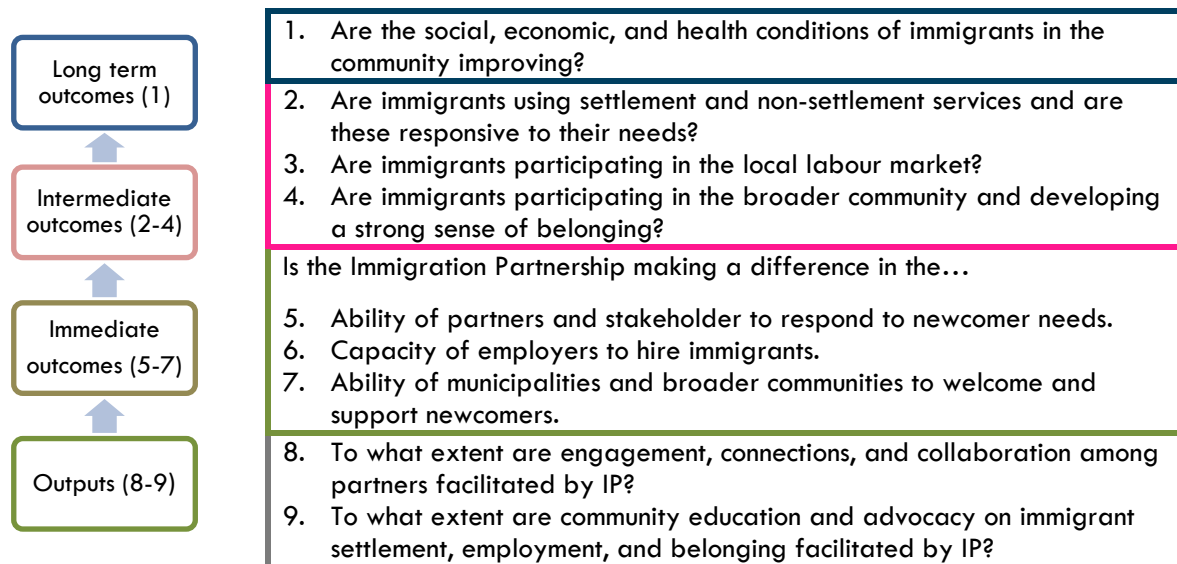 Long term
outcomes (1)
Intermediate
outcomes (2-4)
Immediate
outcomes (5-7)
Outputs (8-9)
1. Are the social, economic, and health conditions of immigrants in the
community improving?
2. Are immigrants using settlement and non-settlement services and are
these responsive to their needs?
3. Are immigrants participating in the local labour market?
4. Are immigrants participating in the broader community and developing
a strong sense of belonging?
Is the Immigration Partnership making a difference in the…
5. Ability of partners and stakeholder to respond to newcomer needs.
6. Capacity of employers to hire immigrants.
7. Ability of municipalities and broader communities to welcome and
support newcomers.
8. To what extent are engagement, connections, and collaboration among
partners facilitated by IP?
9. To what extent are community education and advocacy on immigrant
settlement, employment, and belonging facilitated by IP?